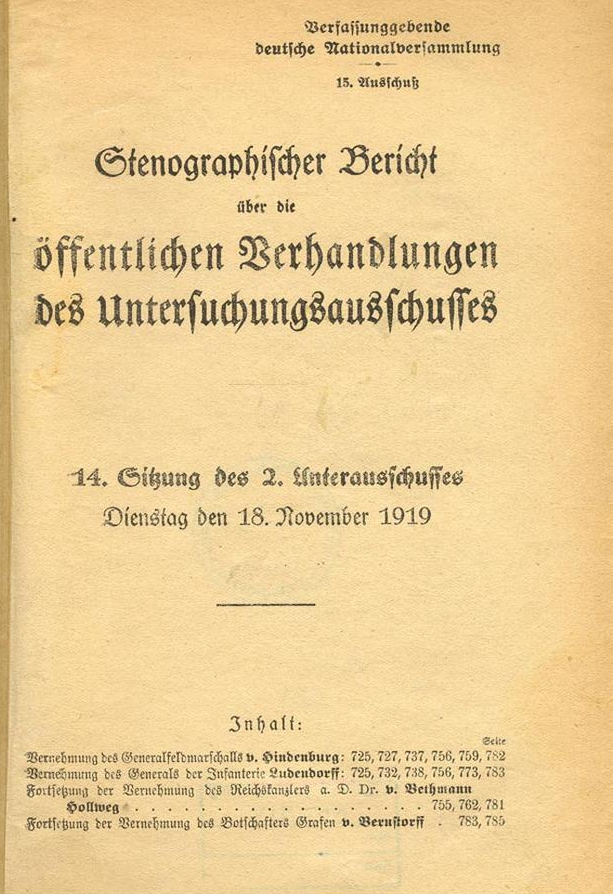 Verfassunggebende
deutsche Nationalversammlung
15. Ausschuß
Stenographischer Bericht
über die
öffentlichen Verhandlungen
des Untersuchungsausschusses
14. Sitzung des 2. Unterausschusses
Dienstag den 18. November 1919
Inhalt:
Seite
Vernehmung des Generalfeldmarschalls v. Hindenburg: 725, 727, 737, 756, 759, 782
Vernehmung des Generals der Infanterie Ludendorff: 725, 732, 738, 756, 773, 783
Fortsetzung der Vernehmung des Reichskanzlers a. D. Dr. v. Bethmann
Hollweg . . . . . . . . . . . . . . . . . . 755, 762, 781
Fortsetzung der Vernehmung des Botschafters Grafen v. Bernstorff . 783, 785